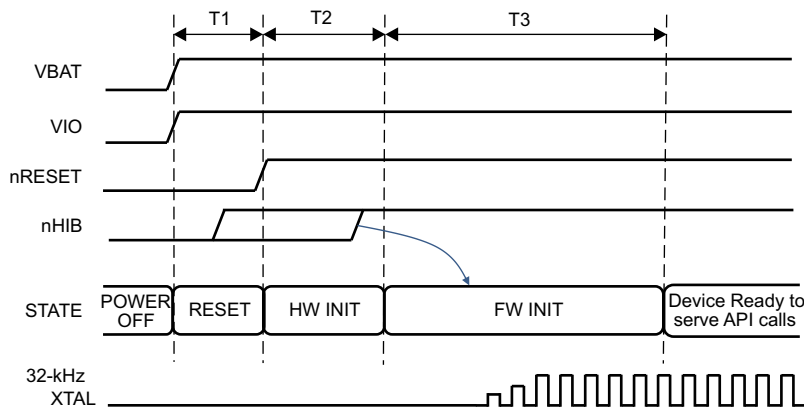 T1 T2 T3
VBAT
VIO
nRESET
nHIB
STATE
POWER
OFF
RESET
HW INIT
FW INIT
Device Ready to
serve API calls
32-kHz
XTAL